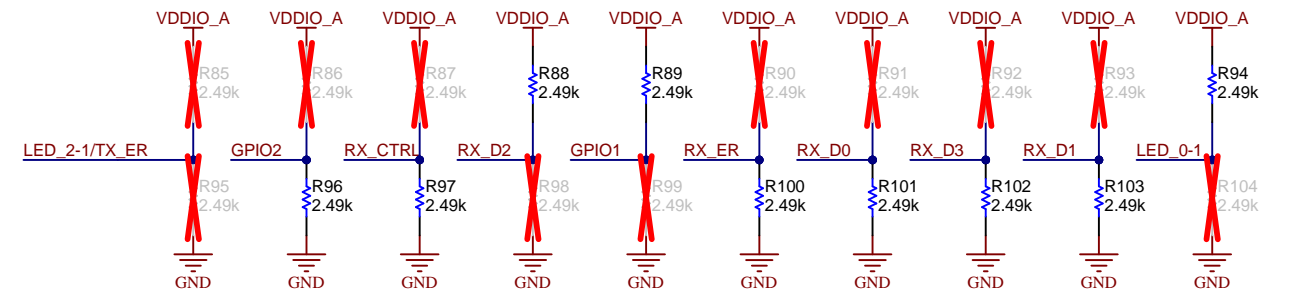 VDDIO_A VDDIO_A VDDIO_A VDDIO_A VDDIO_A VDDIO_A VDDIO_A VDDIO_A VDDIO_A VDDIO_A
R85 R86 R87 R88 R89 R90 R91 R92 R93 R94
2.49k 2.49k 2.49k 2.49k 2.49k 2.49k 2.49k 2.49k 2.49k 2.49k
LED_2-1/TX_ER GPIO2 RX_CTRL RX_D2 GPIO1 RX_ER RX_D0 RX_D3 RX_D1 LED_0-1
R95 R96 R97 R98 R99 R100 R101 R102 R103 R104
2.49k 2.49k 2.49k 2.49k 2.49k 2.49k 2.49k 2.49k 2.49k 2.49k
GND GND GND GND GND GND GND GND GND GND